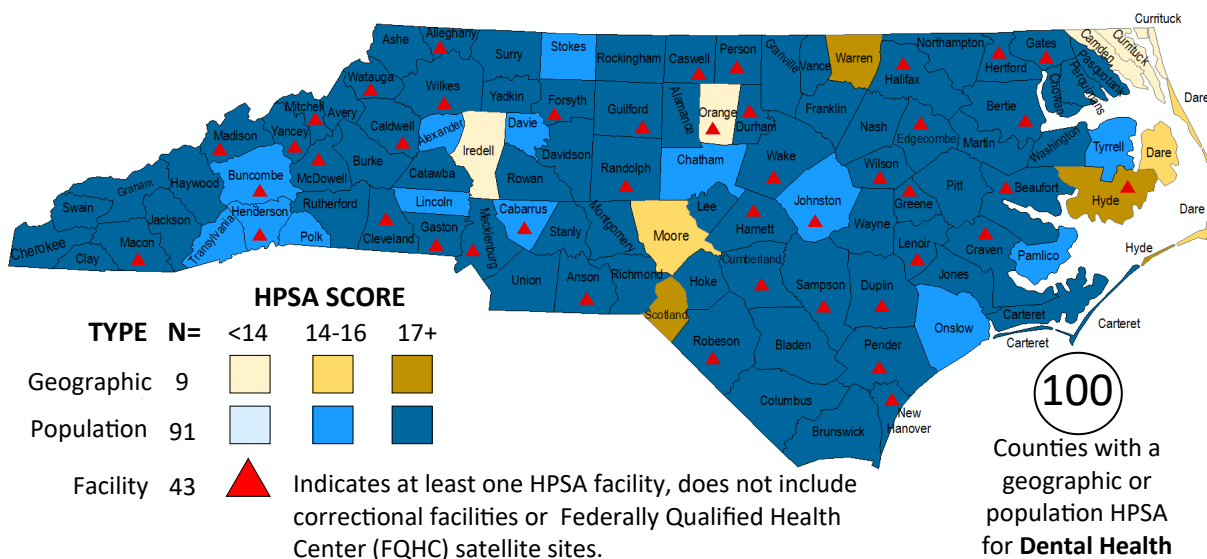 Currituck
Alleghany
Ashe
Surry
Stokes
Rockingham
Caswell
Person
Granville
Vance
Warren
Northampton
Gates
Camden
Currituck
Pasquotank
Perquimans
Chowan
Hertford
Halifax
Watauga
Wilkes
Yadkin
Forsyth
Guilford
Alamance
Orange
Durham
Franklin
Bertie
Dare
Mitchell
Avery
Caldwell
Alexander
Davie
Iredell
Nash
Edgecombe
Martin
Washington
Tyrrell
Dare
Madison
Yancey
McDowell
Burke
Catawba
Rowan
Davidson
Randolph
Chatham
Wake
Wilson
Pitt
Beaufort
Hyde
Dare
Buncombe
Haywood
Graham
Swain
Jackson
Rutherford
Lincoln
Cabarrus
Stanly
Montgomery
Moore
Lee
Harnett
Johnston
Wayne
Greene
Lenoir
Craven
Pamlico
Hyde
Henderson
Transylvania
Polk
Cleveland
Gaston
Mecklenburg
Cherokee
Clay
Macon
Union
Anson
Richmond
Hoke
Cumberland
Sampson
Duplin
Jones
Carteret
Carteret
Carteret
Scotland
Robeson
Bladen
Pender
Onslow
Columbus
Brunswick
New
Hanover
HPSA SCORE
TYPE N= <14 14-16 17+
Geographic 9
Population 91
Facility 43
Indicates at least one HPSA facility, does not include
correctional facilities or Federally Qualified Health
Center (FQHC) satellite sites.
100
Counties with a
geographic or
population HPSA
for Dental Health